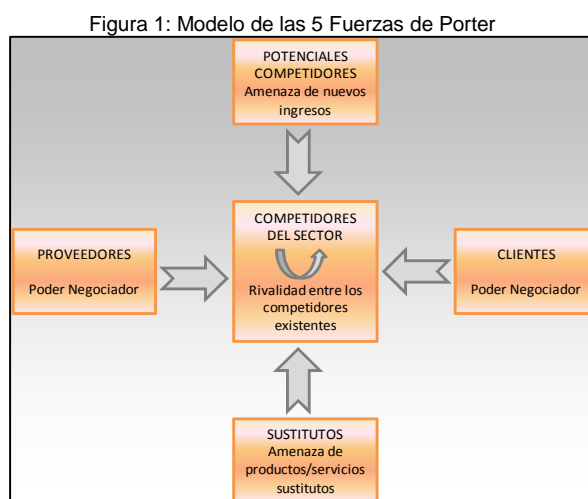 Figura 1: Modelo de las 5 Fuerzas de Porter
POTENCIALES
COMPETIDORES
Amenaza de nuevos
ingresos
COMPETIDORES
DEL SECTOR
Rivalidad entre los
competidores
existentes
PROVEEDORES
Poder Negociador
CLIENTES
Poder Negociador
SUSTITUTOS
Amenaza de
productos/servicios
sustitutos